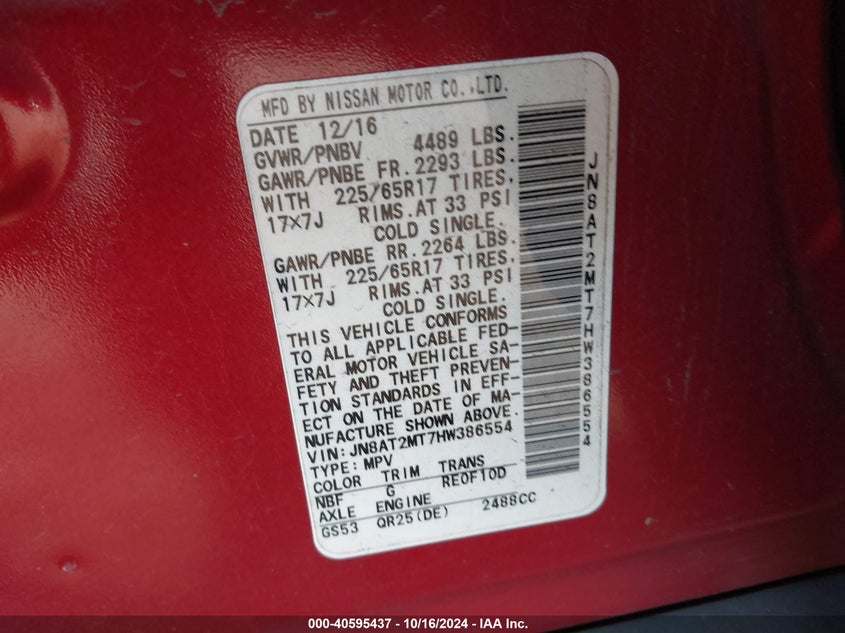 MFD BY NISSAN MOTOR CO.,LTD.
DATE 12/16
GVWR/PNBV 4489 LBS.
GAWR/PNBE FR. 2293 LBS.
WITH 225/65R17 TIRES.
17X7J RIMS.AT 33 PSI
COLD SINGLE.
GAWR/PNBE RR. 2264 LBS.
WITH 225/65R17 TIRES.
17X7J RIMS.AT 33 PSI
COLD SINGLE.
THIS VEHICLE CONFORMS
TO ALL APPLICABLE FED-
ERAL MOTOR VEHICLE SA-
FETY AND THEFT PREVEN-
TION STANDARDS IN EFF-
ECT ON THE DATE OF MA-
NUFACTURE SHOWN ABOVE.
VIN:JN8AT2MT7HW386554
TYPE:MPV
COLOR TRIM TRANS
NBF G RE0F10D
AXLE ENGINE
GS53 QR25(DE) 2488CC
JN8AT2MT7HW386554
000-40595437 - 10/16/2024 - IAA Inc.